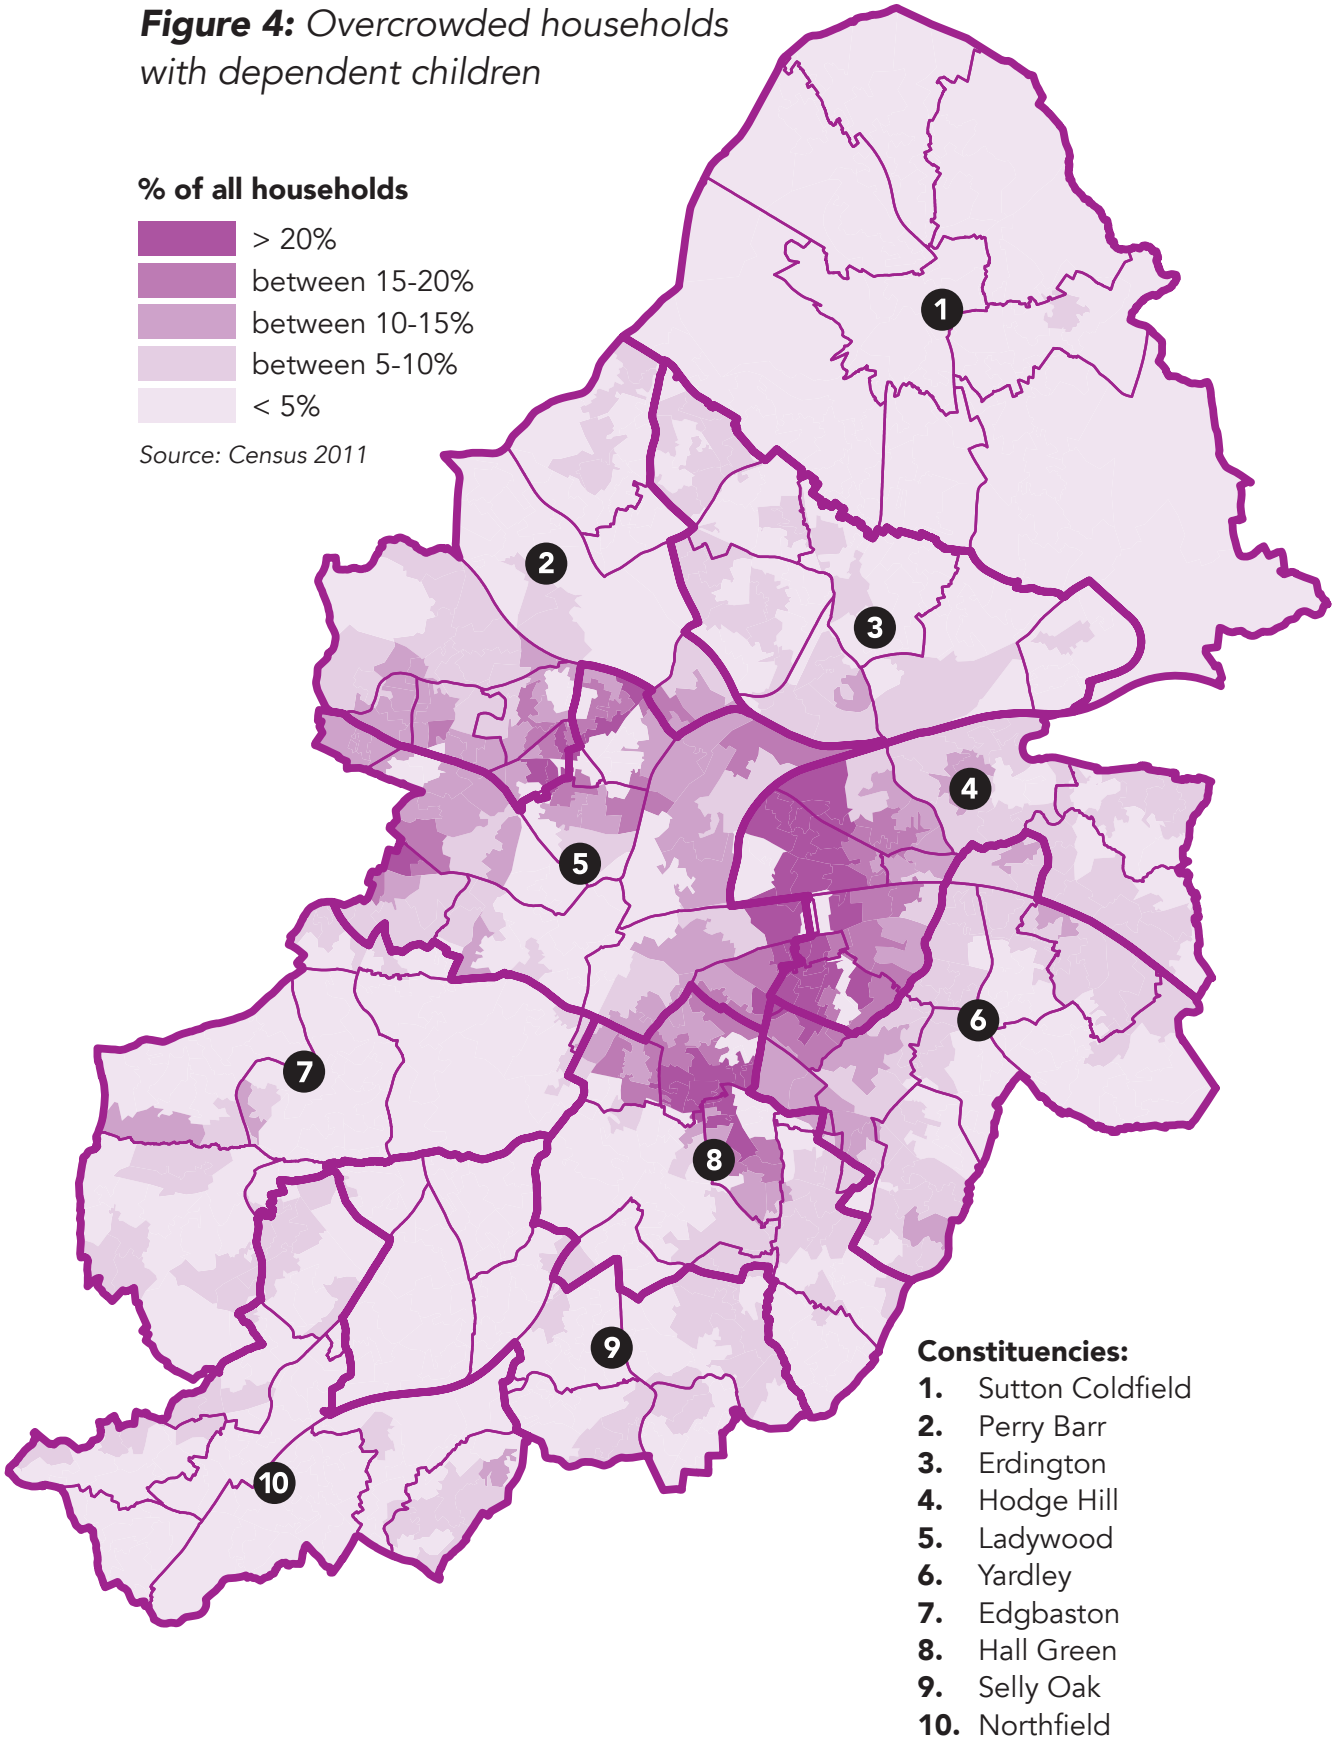 Figure 4: Overcrowded households
with dependent children
% of all households
> 20%
between 15-20%
between 10-15%
between 5-10%
< 5%
Source: Census 2011
1
2
3
4
5
6
7
8
9
10
Constituencies:
1. Sutton Coldfield
2. Perry Barr
3. Erdington
4. Hodge Hill
5. Ladywood
6. Yardley
7. Edgbaston
8. Hall Green
9. Selly Oak
10. Northfield